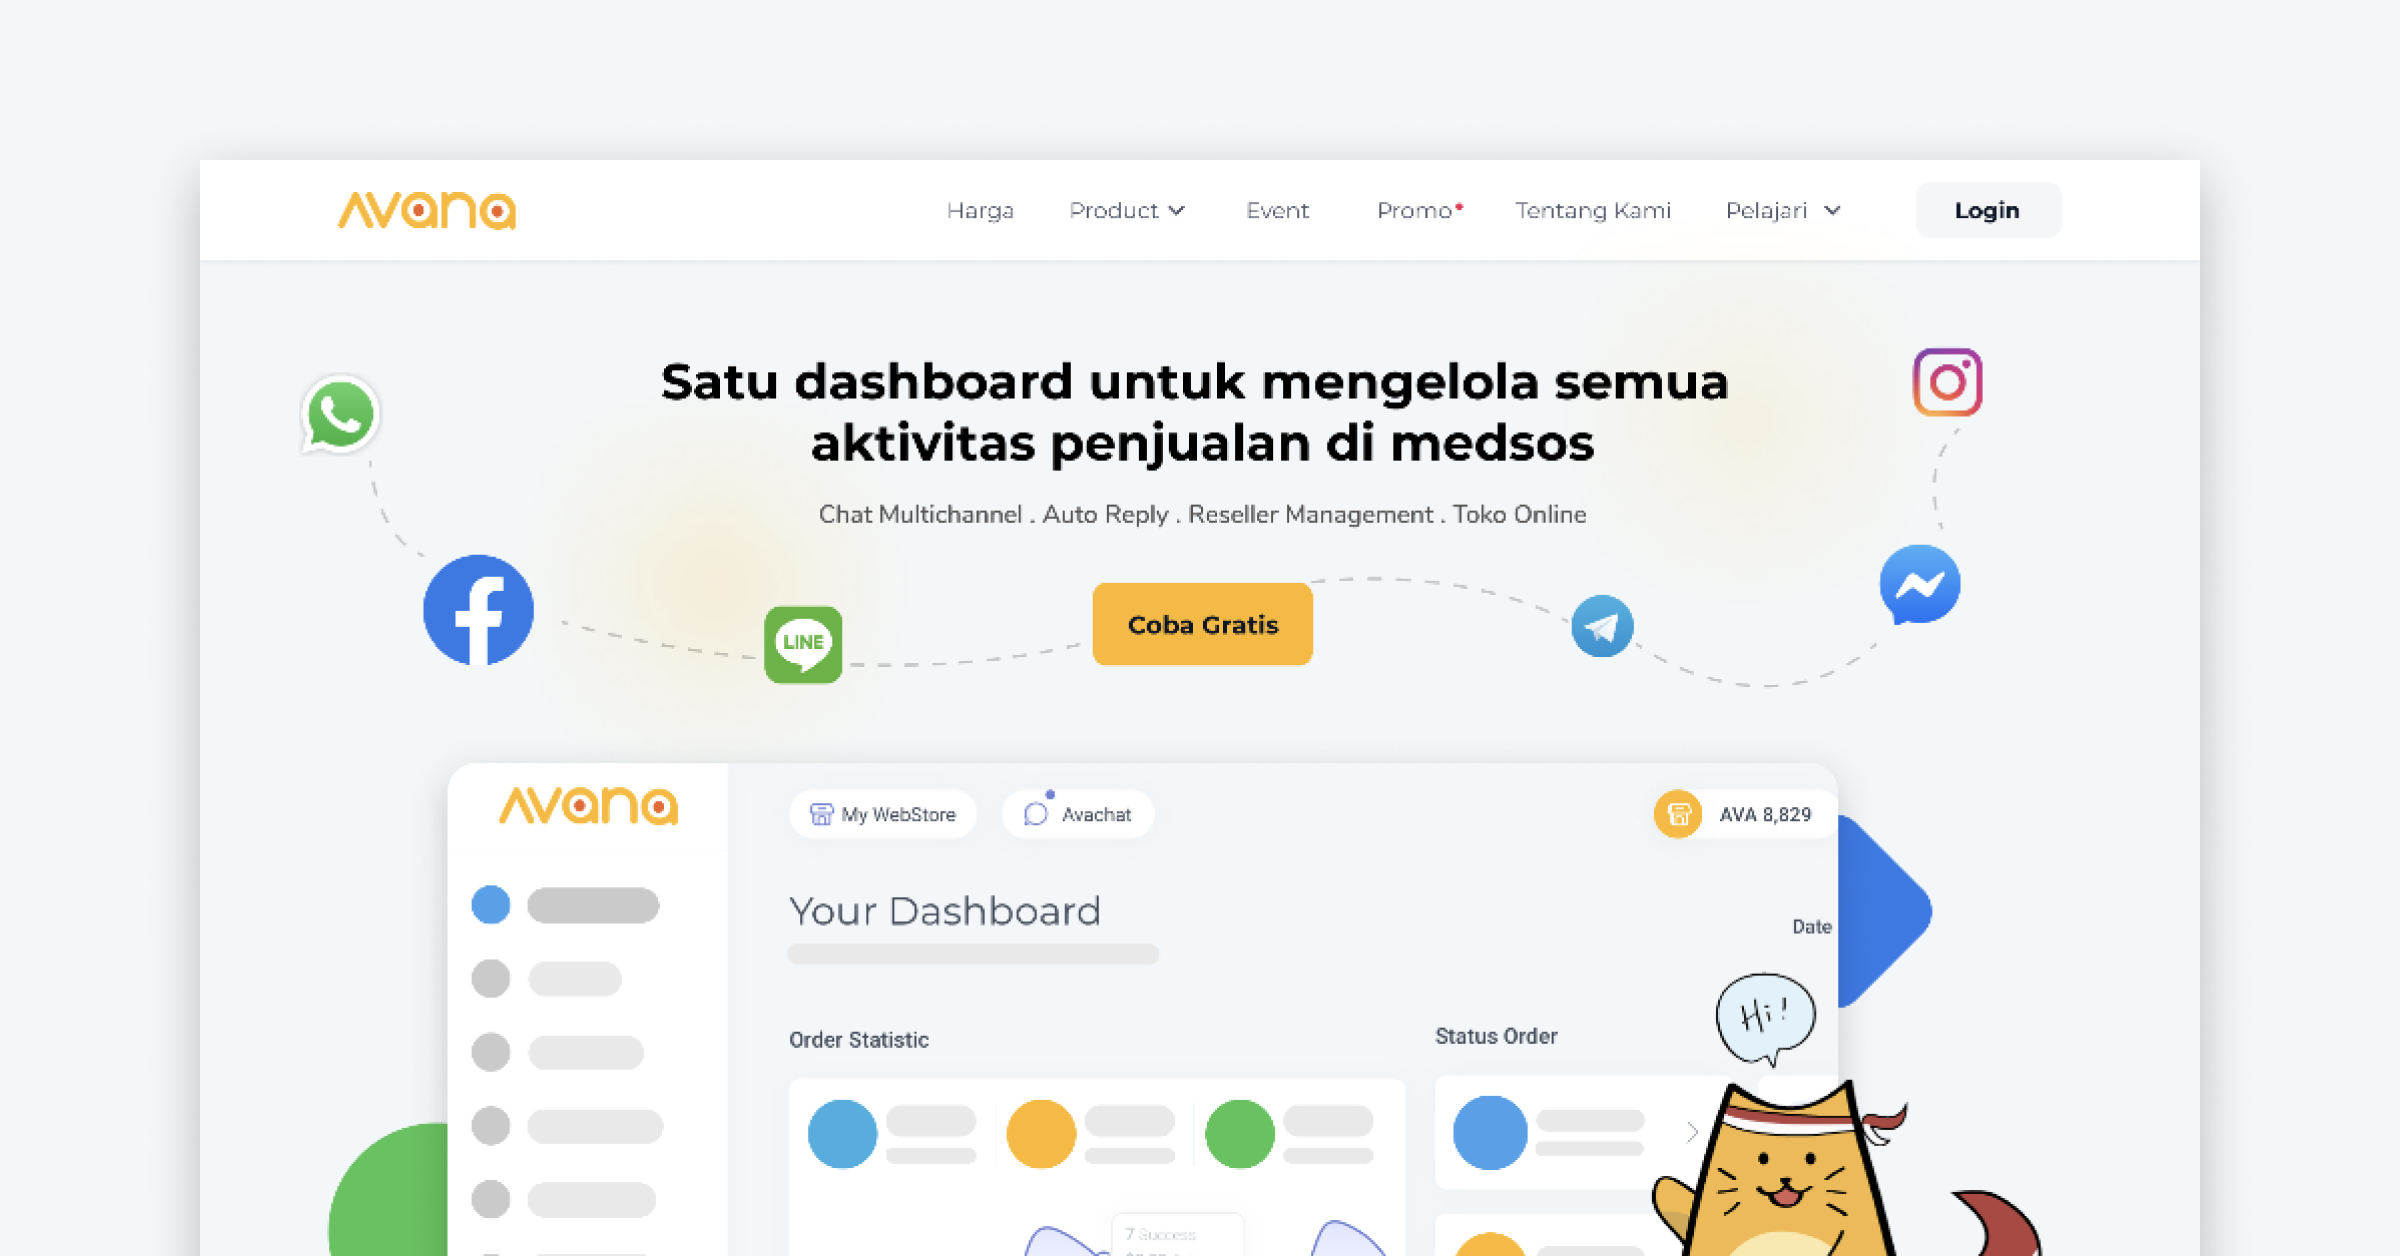 AVana
Harga Product Event Promo Tentang Kami Pelajari Login
Satu dashboard untuk mengelola semua
aktivitas penjualan di medsos
Chat Multichannel . Auto Reply . Reseller Management . Toko Online
LINE
Coba Gratis
AVana
My WebStore Avachat AVA 8,829
Your Dashboard
Date
Hi!
Order Statistic
Status Order
7 Success